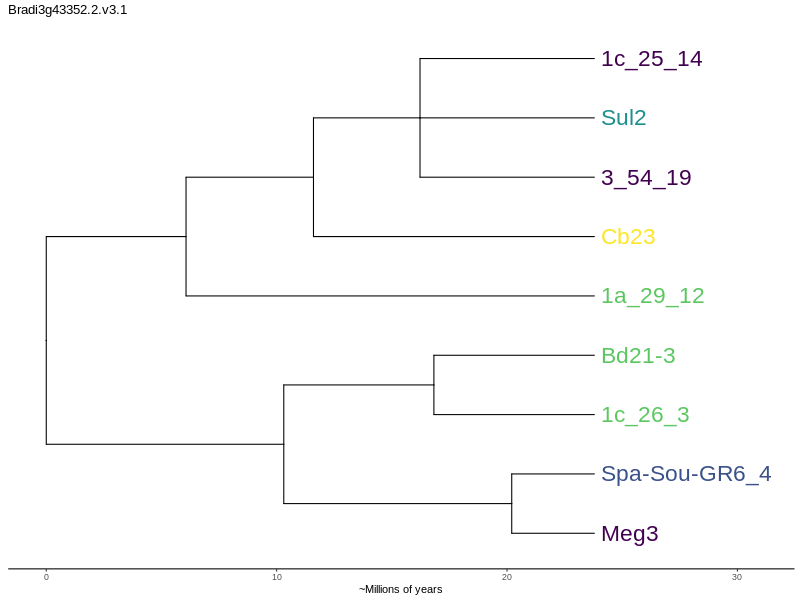 Bradi3g43352.2.v3.1
1c_25_14
Sul2
3_54_19
Cb23
1a_29_12
Bd21-3
1c_26_3
Spa-Sou-GR6_4
Meg3
0 10 20 30
~Millions of years